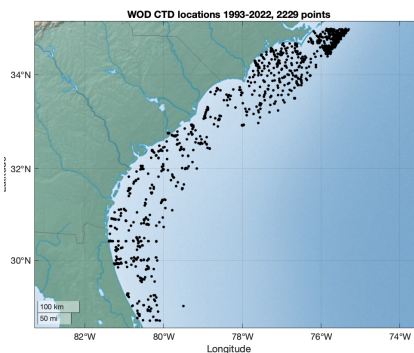 WOD CTD locations 1993-2022, 2229 points
34°N
32°N
30°N
100 km
50 mi
82°W 80°W 78°W 76°W 74°W
Longitude